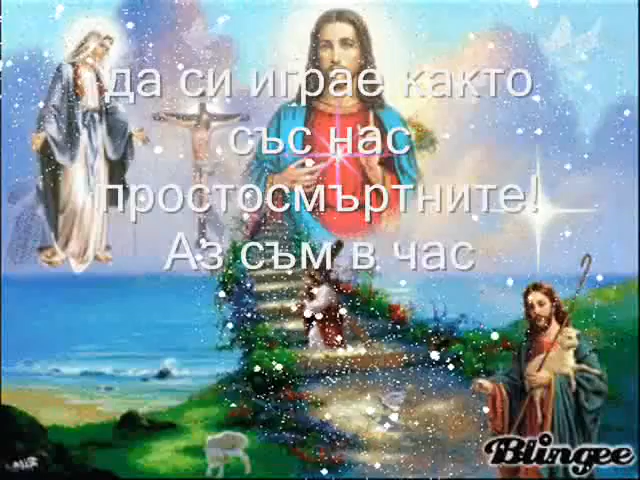 да си играе както
със нас
простосмъртните!
Аз съм в час
Blingee